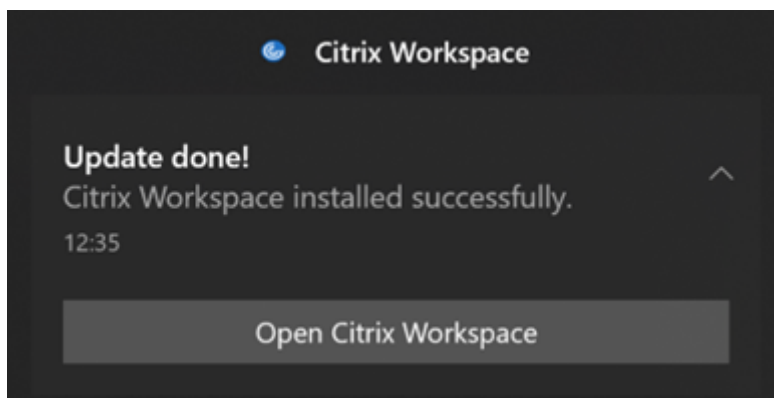 Citrix Workspace
Update done!
Citrix Workspace installed successfully.
12:35
Open Citrix Workspace